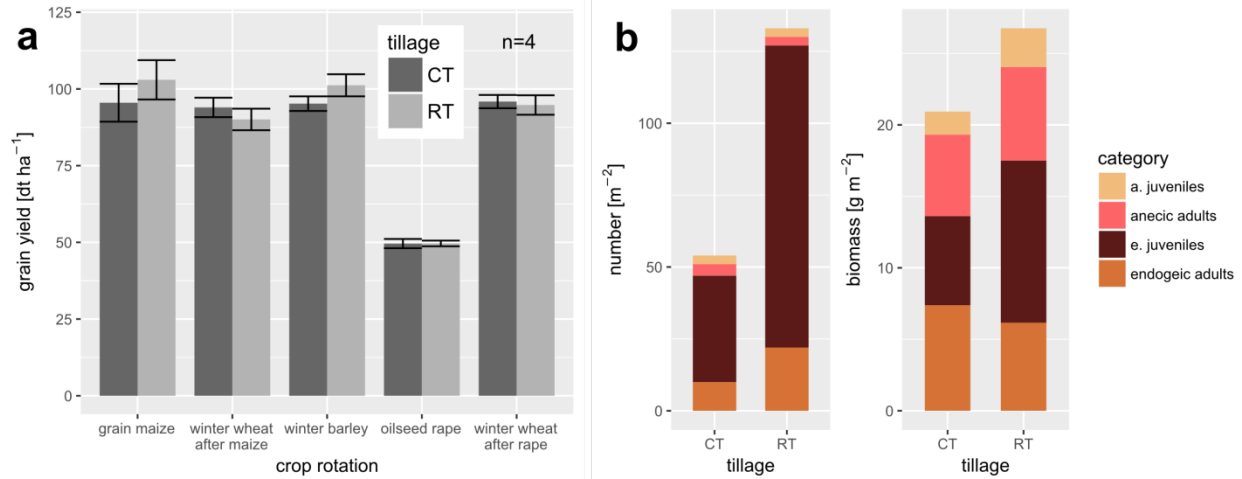 a
125
100
75
50
25
0
grain yield [dt ha⁻¹]
tillage
CT
RT
n=4
grain maize
winter wheat
after maize
winter barley
oilseed rape
winter wheat
after rape
crop rotation
b
100
50
0
number [m⁻²]
CT
RT
tillage
20
10
0
biomass [g m⁻²]
CT
RT
tillage
category
a. juveniles
anecic adults
e. juveniles
endogeic adults